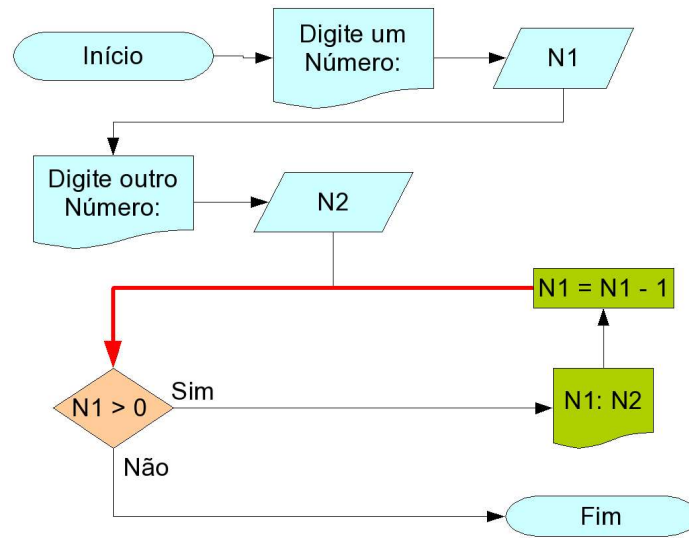 Início
Digite um
Número:
N1
Digite outro
Número:
N2
N1 = N1 - 1
N1 > 0
Sim
N1: N2
Não
Fim